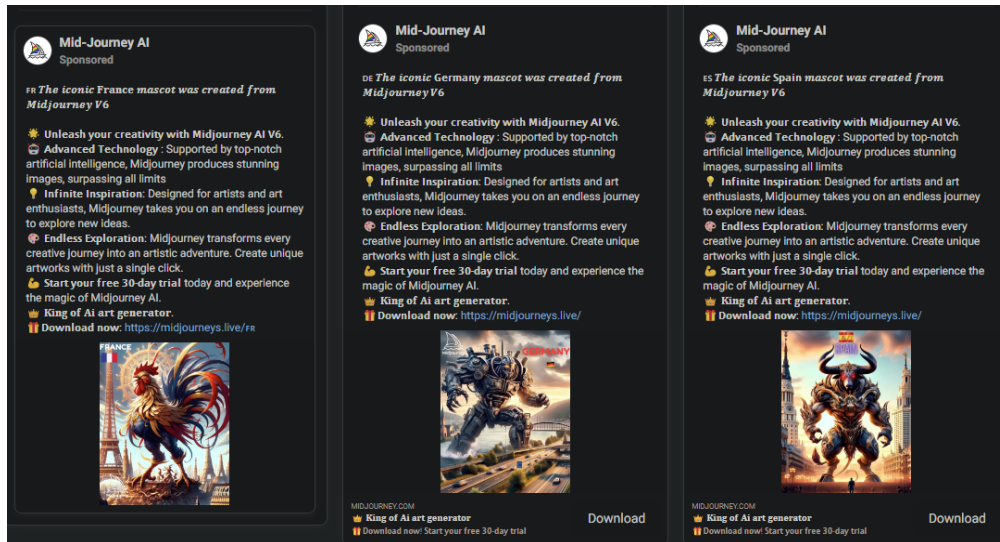 Mid-Journey AI
Sponsored
FR The iconic France mascot was created from
Midjourney V6
🌟 Unleash your creativity with Midjourney AI V6.
🤖 Advanced Technology : Supported by top-notch
artificial intelligence, Midjourney produces stunning
images, surpassing all limits
💡 Infinite Inspiration: Designed for artists and art
enthusiasts, Midjourney takes you on an endless journey
to explore new ideas.
🎨 Endless Exploration: Midjourney transforms every
creative journey into an artistic adventure. Create unique
artworks with just a single click.
💪 Start your free 30-day trial today and experience
the magic of Midjourney AI.
👑 King of Ai art generator.
🎁 Download now: https://midjourneys.live/FR
FRANCE
Mid-Journey AI
Sponsored
DE The iconic Germany mascot was created from
Midjourney V6
🌟 Unleash your creativity with Midjourney AI V6.
🤖 Advanced Technology : Supported by top-notch
artificial intelligence, Midjourney produces stunning
images, surpassing all limits
💡 Infinite Inspiration: Designed for artists and art
enthusiasts, Midjourney takes you on an endless journey
to explore new ideas.
🎨 Endless Exploration: Midjourney transforms every
creative journey into an artistic adventure. Create unique
artworks with just a single click.
💪 Start your free 30-day trial today and experience
the magic of Midjourney AI.
👑 King of Ai art generator.
🎁 Download now: https://midjourneys.live/
GERMANY
MIDJOURNEY.COM
👑 King of Ai art generator
🎁 Download now! Start your free 30-day trial
Download
Mid-Journey AI
Sponsored
ES The iconic Spain mascot was created from
Midjourney V6
🌟 Unleash your creativity with Midjourney AI V6.
🤖 Advanced Technology : Supported by top-notch
artificial intelligence, Midjourney produces stunning
images, surpassing all limits
💡 Infinite Inspiration: Designed for artists and art
enthusiasts, Midjourney takes you on an endless journey
to explore new ideas.
🎨 Endless Exploration: Midjourney transforms every
creative journey into an artistic adventure. Create unique
artworks with just a single click.
💪 Start your free 30-day trial today and experience
the magic of Midjourney AI.
👑 King of Ai art generator.
🎁 Download now: https://midjourneys.live/
MIDJOURNEY.COM
👑 King of Ai art generator
🎁 Download now! Start your free 30-day trial
Download